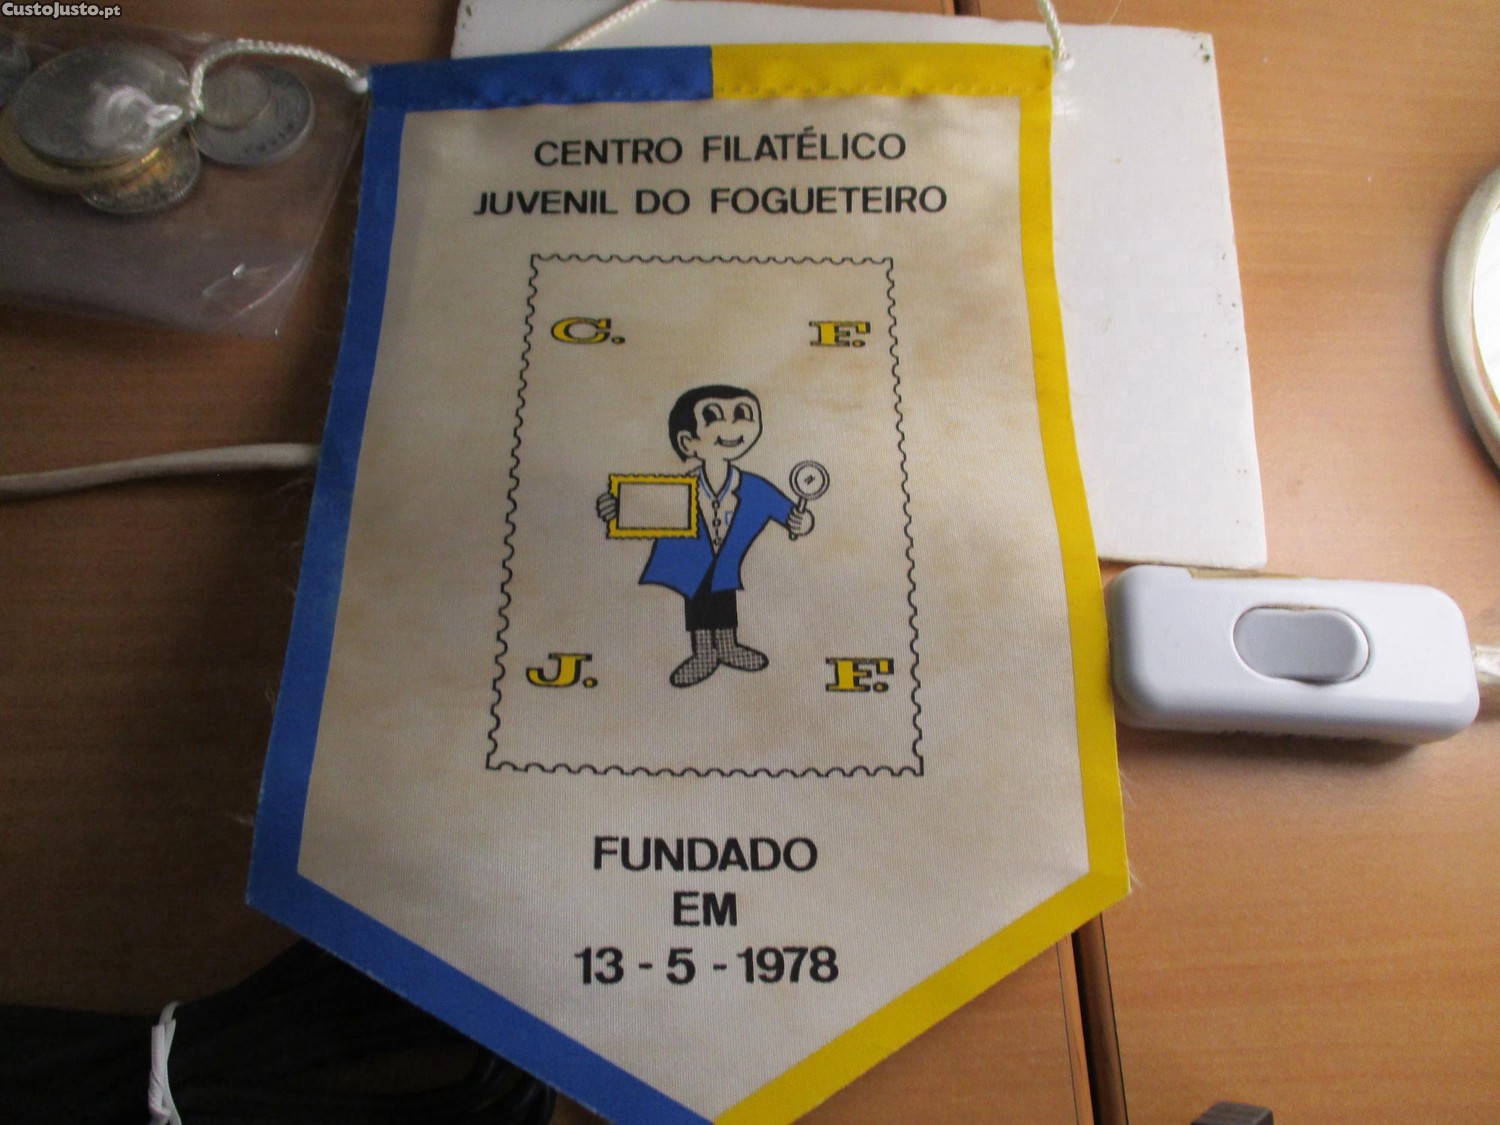 CustoJusto.pt
CENTRO FILATÉLICO
JUVENIL DO FOGUETEIRO
C. F.
J. F.
FUNDADO
EM
13 - 5 - 1978